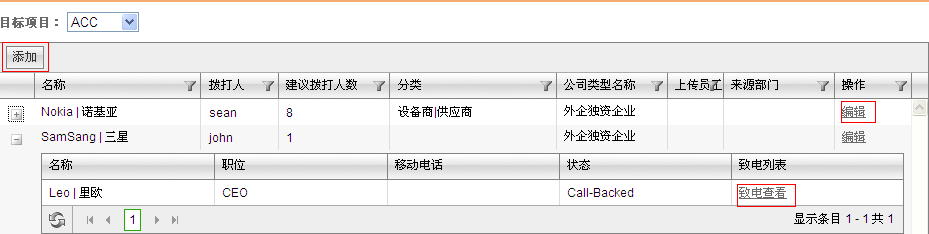 目标项目： ACC
添加
名称 拨打人 建议拨打人数 分类 公司类型名称 上传员工 来源部门 操作
Nokia | 诺基亚 sean 8 设备商|供应商 外企独资企业 编辑
SamSang | 三星 john 1 外企独资企业 编辑
名称 职位 移动电话 状态 致电列表
Leo | 里欧 CEO Call-Backed 致电查看
1 显示条目 1 - 1 共 1